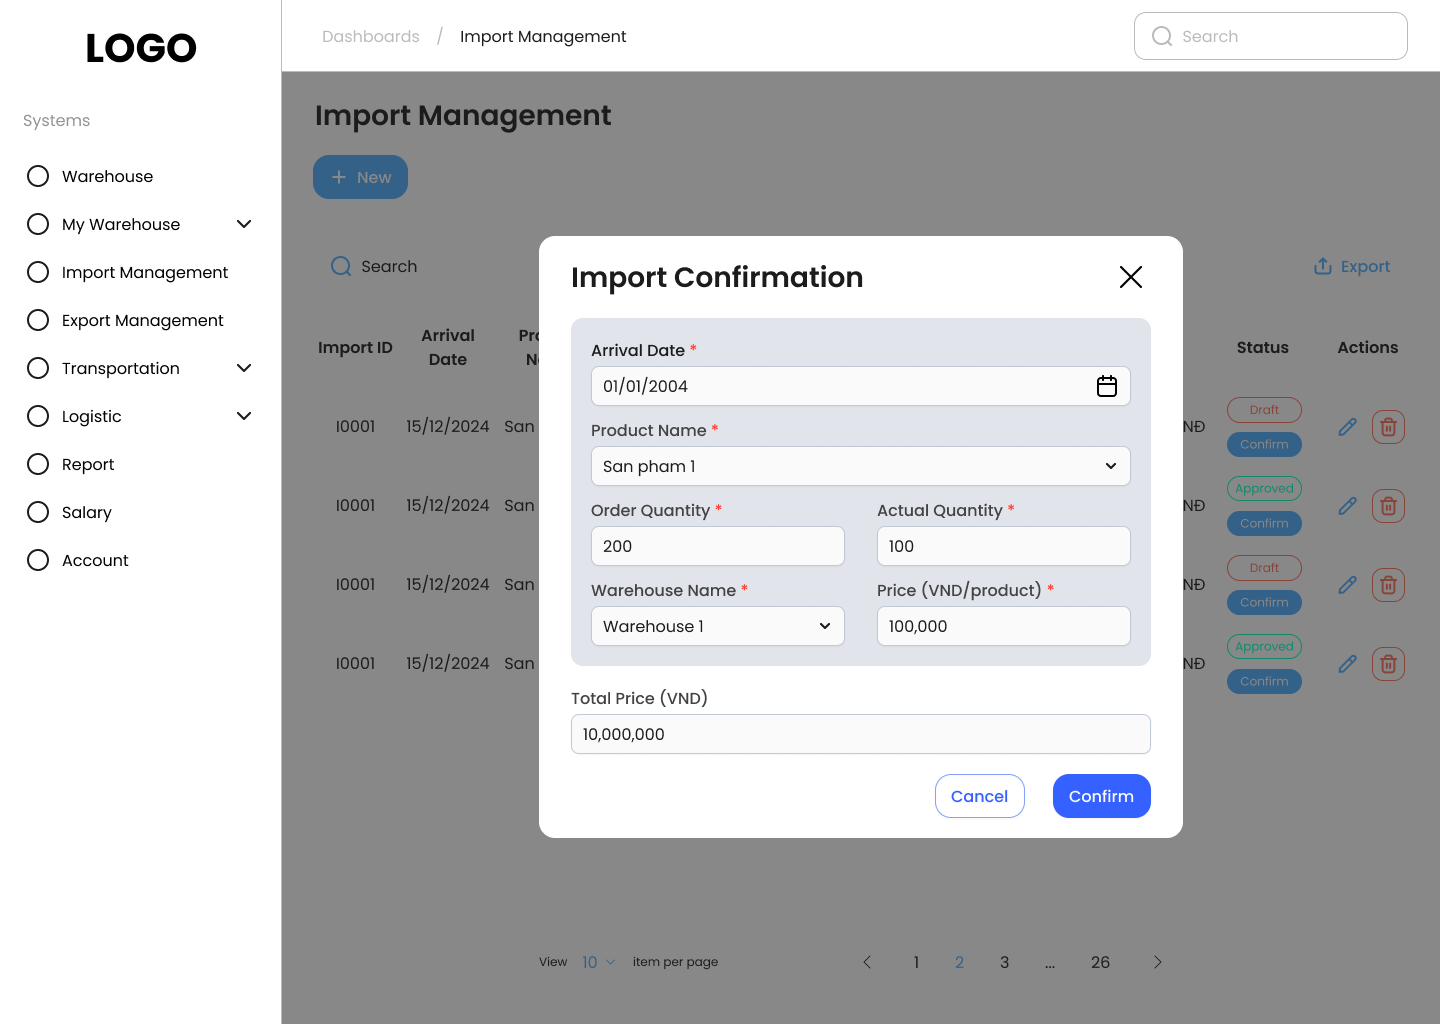 LOGO
Systems
Warehouse
My Warehouse
Import Management
Export Management
Transportation
Logistic
Report
Salary
Account
Dashboards / Import Management
Search
Import Management
+ New
Search
Export
Import ID Arrival Date Status Actions
I0001 15/12/2024 San Draft Confirm
I0001 15/12/2024 San Approved Confirm
I0001 15/12/2024 San Draft Confirm
I0001 15/12/2024 San Approved Confirm
Import Confirmation
Arrival Date *
01/01/2004
Product Name *
San pham 1
Order Quantity * Actual Quantity *
200 100
Warehouse Name * Price (VND/product) *
Warehouse 1 100,000
Total Price (VND)
10,000,000
Cancel Confirm
View 10 item per page
1 2 3 ... 26